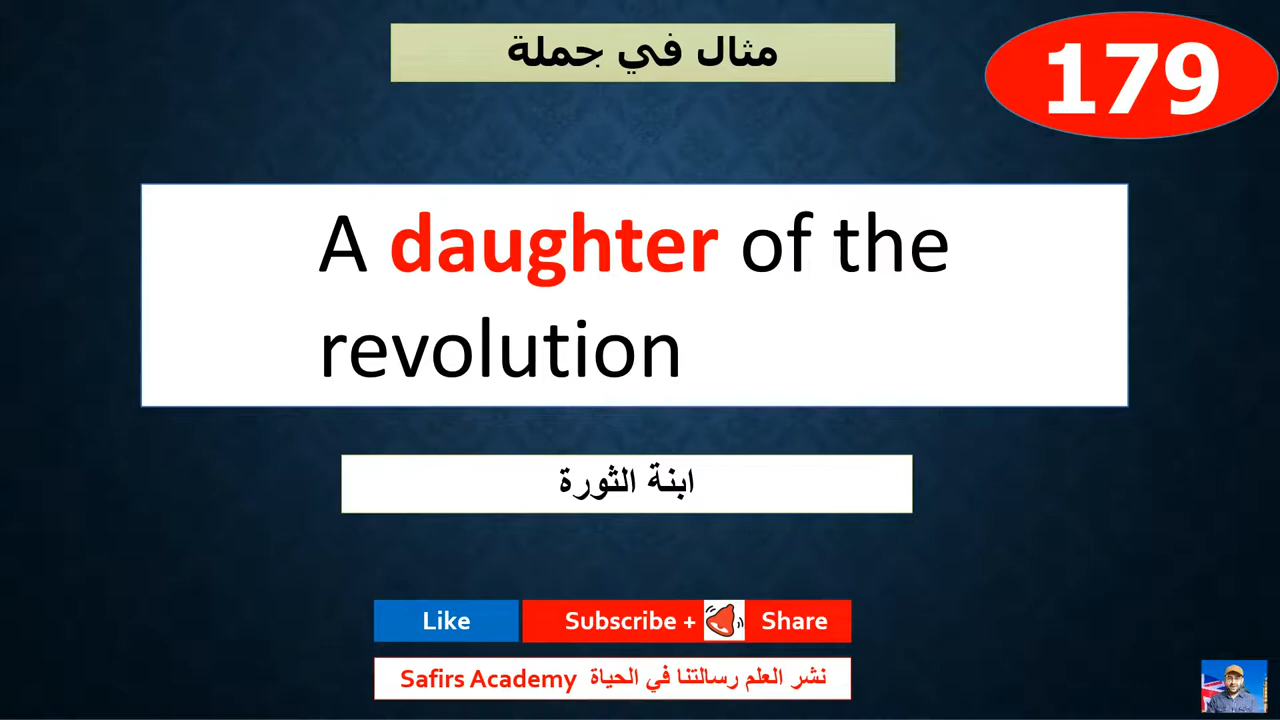 مثال في جملة
179
A daughter of the
revolution
ابنة الثورة
Like
Subscribe +
Share
Safirs Academy نشر العلم رسالتنا في الحياة